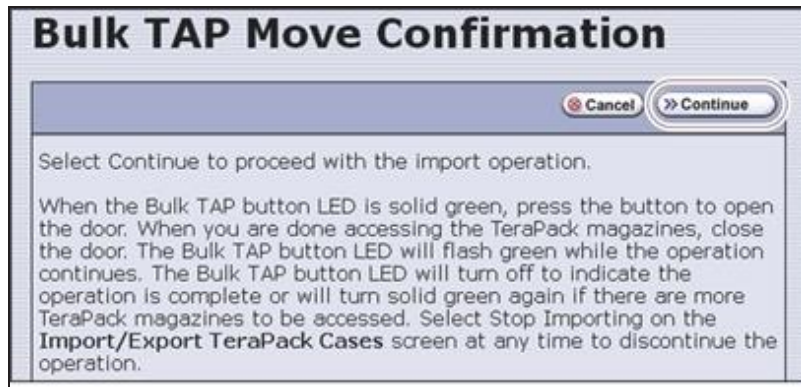 Bulk TAP Move Confirmation
Cancel
Continue
Select Continue to proceed with the import operation.
When the Bulk TAP button LED is solid green, press the button to open
the door. When you are done accessing the TeraPack magazines, close
the door. The Bulk TAP button LED will flash green while the operation
continues. The Bulk TAP button LED will turn off to indicate the
operation is complete or will turn solid green again if there are more
TeraPack magazines to be accessed. Select Stop Importing on the
Import/Export TeraPack Cases screen at any time to discontinue the
operation.